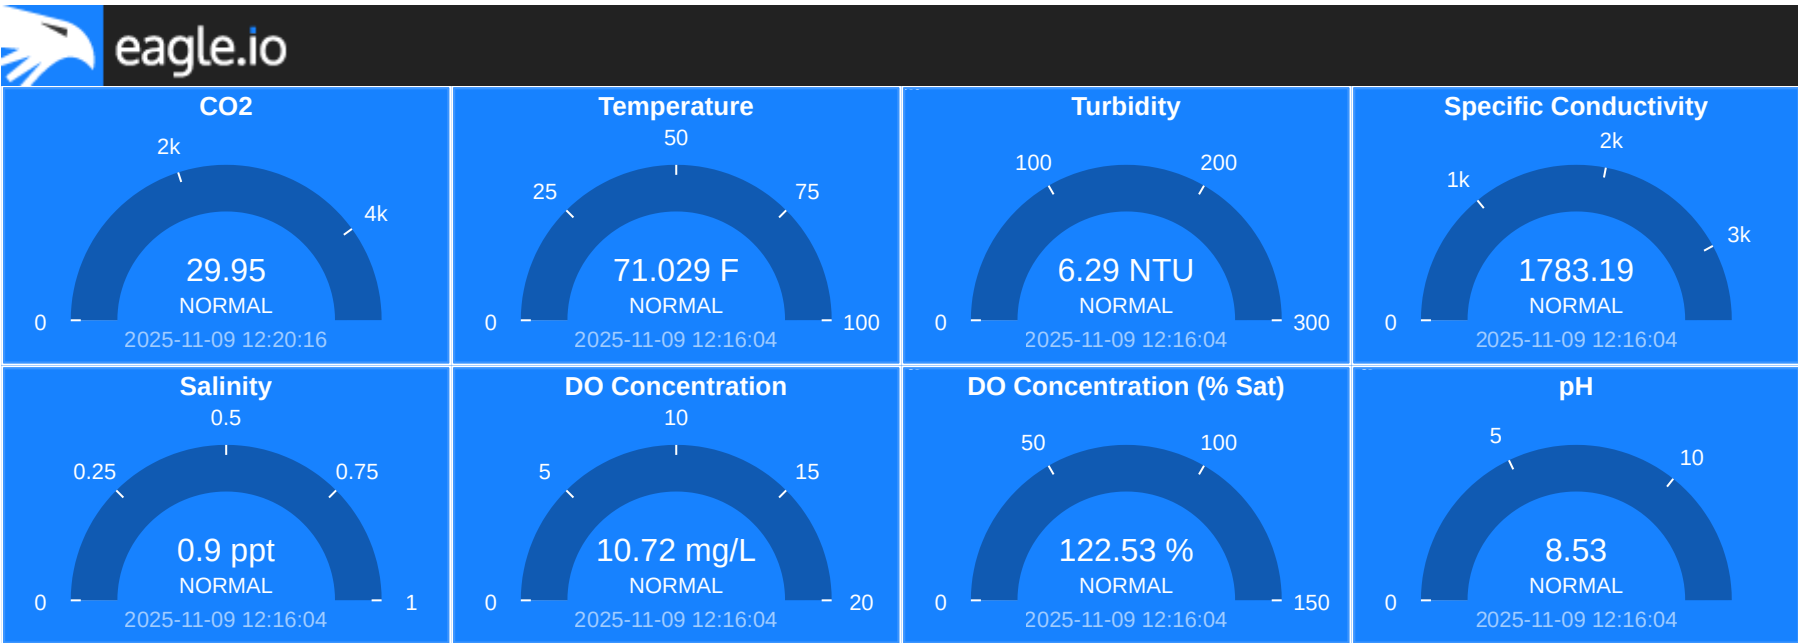 eagle.io
CO2
2k
4k
0
29.95
NORMAL
2025-11-09 12:20:16
Temperature
50
25
75
0
100
71.029 F
NORMAL
2025-11-09 12:16:04
Turbidity
100
200
0
300
6.29 NTU
NORMAL
2025-11-09 12:16:04
Specific Conductivity
2k
1k
3k
0
1783.19
NORMAL
2025-11-09 12:16:04
Salinity
0.5
0.25
0.75
0
1
0.9 ppt
NORMAL
2025-11-09 12:16:04
DO Concentration
10
5
15
0
20
10.72 mg/L
NORMAL
2025-11-09 12:16:04
DO Concentration (% Sat)
50
100
0
150
122.53 %
NORMAL
2025-11-09 12:16:04
pH
5
10
0
8.53
NORMAL
2025-11-09 12:16:04